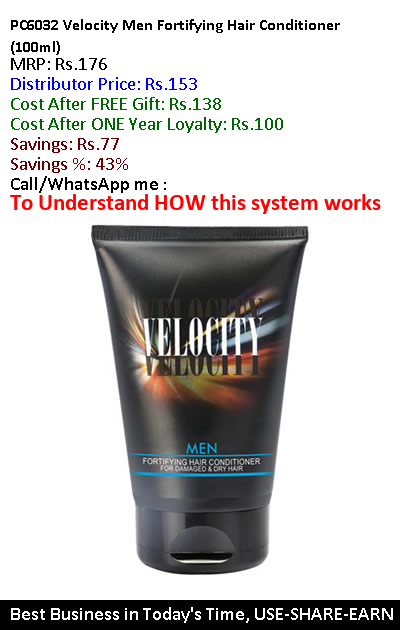 PC6032 Velocity Men Fortifying Hair Conditioner
(100ml)
MRP: Rs.176
Distributor Price: Rs.153
Cost After FREE Gift: Rs.138
Cost After ONE Year Loyalty: Rs.100
Savings: Rs.77
Savings %: 43%
Call/WhatsApp me :
To Understand HOW this system works
VELOCITY
VELOCITY
VELOCITY
MEN
FORTIFYING HAIR CONDITIONER
FOR DAMAGED & DRY HAIR
Best Business in Today's Time, USE-SHARE-EARN